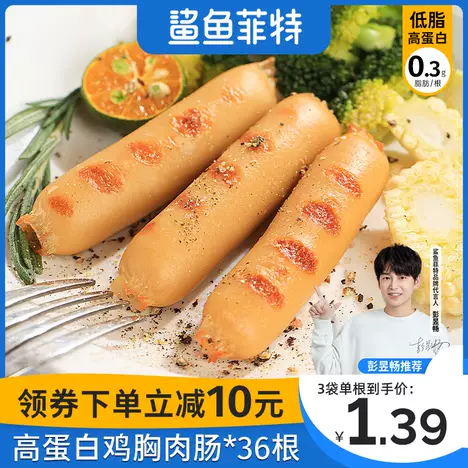 鲨鱼菲特
低脂
高蛋白
0.3g
脂肪/根
鲨鱼菲特品牌代言人 彭昱畅
彭昱畅
彭昱畅推荐
领券下单立减10元
3袋单根到手价：
¥1.39
高蛋白鸡胸肉肠*36根